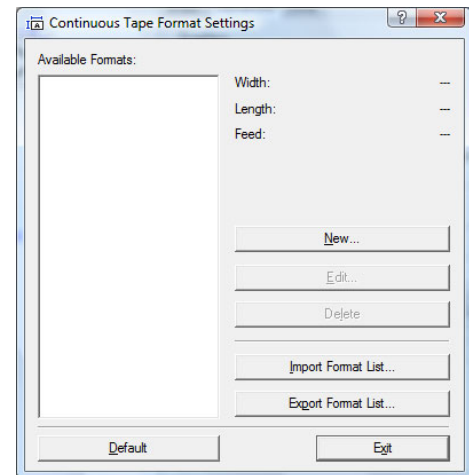 Continuous Tape Format Settings
Available Formats:
Width: ---
Length: ---
Feed: ---
New...
Edit...
Delete
Import Format List...
Export Format List...
Default
Exit